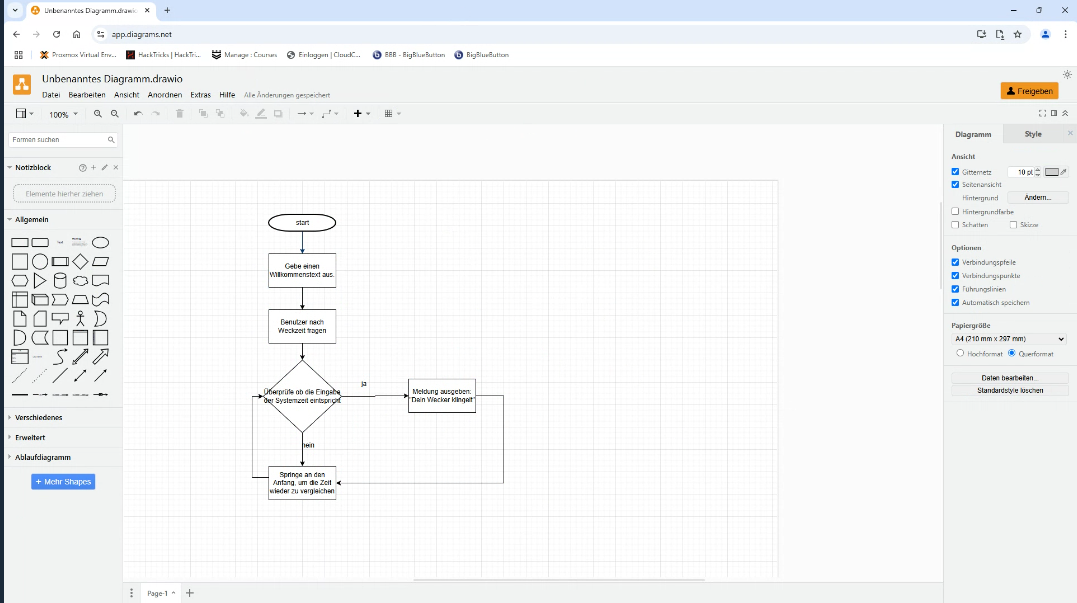 Unbenanntes Diagramm.drawio
app.diagrams.net
Proxmox Virtual Env...
HackTricks | HackTri...
Manage : Courses
Einloggen | CloudC...
BBB - BigBlueButton
BigBlueButton
Unbenanntes Diagramm.drawio
Datei Bearbeiten Ansicht Anordnen Extras Hilfe Alle Änderungen gespeichert
Freigeben
100%
Formen suchen
Notizblock
Elemente hierher ziehen
Allgemein
Verschiedenes
Erweitert
Ablaufdiagramm
+ Mehr Shapes
start
Gebe einen
Willkommenstext aus.
Benutzer nach
Weckzeit fragen
Überprüfe ob die Eingabe
der Systemzeit entspricht
ja
Meldung ausgeben:
"Dein Wecker klingelt"
nein
Springe an den
Anfang, um die Zeit
wieder zu vergleichen
Page-1
Diagramm Style
Ansicht
Gitternetz 10 pt
Seitenansicht
Hintergrund Ändern...
Hintergrundfarbe
Schatten Skizze
Optionen
Verbindungspfeile
Verbindungspunkte
Führungslinien
Automatisch speichern
Papiergröße
A4 (210 mm x 297 mm)
Hochformat Querformat
Daten bearbeiten...
Standardstyle löschen